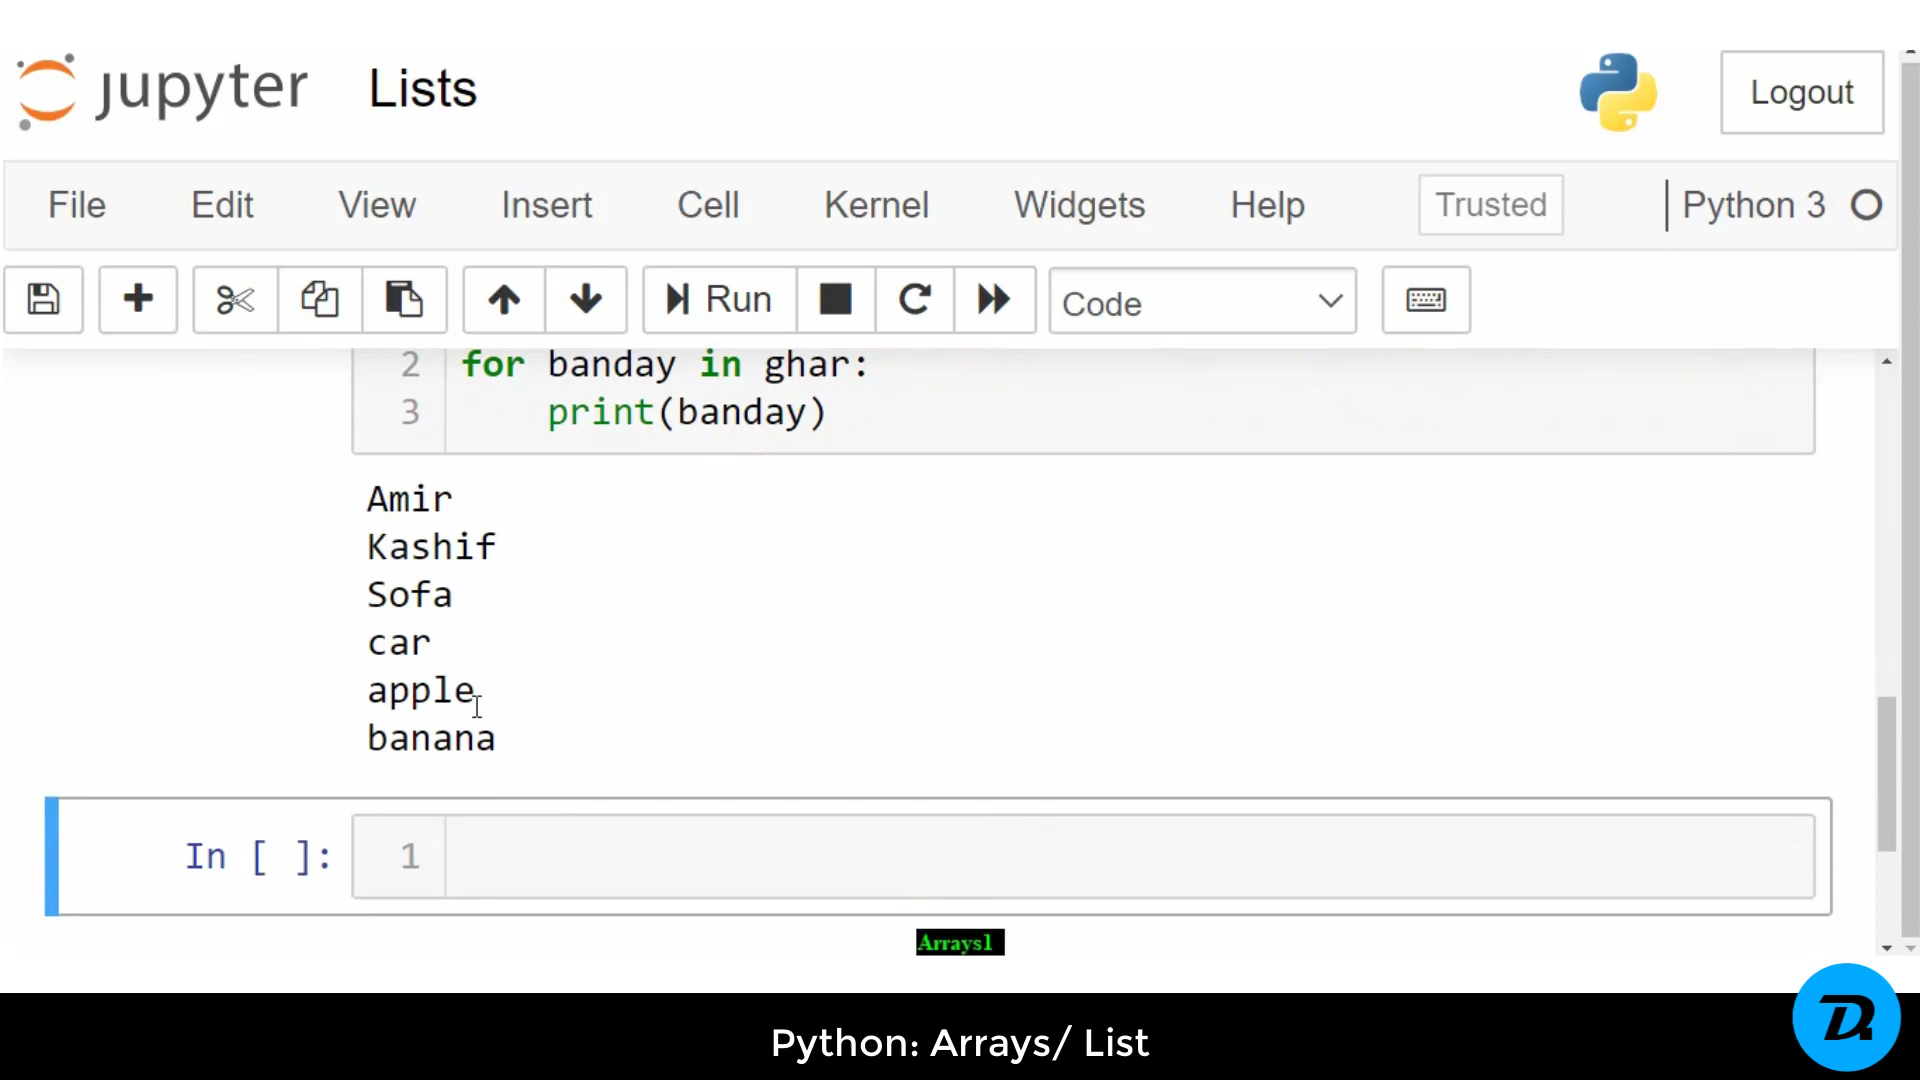 jupyter Lists Logout
File Edit View Insert Cell Kernel Widgets Help Trusted Python 3
Run Code
2 for banday in ghar:
3 print(banday)
Amir
Kashif
Sofa
car
apple
banana
In [ ]: 1
Arrays1
Python: Arrays/ List